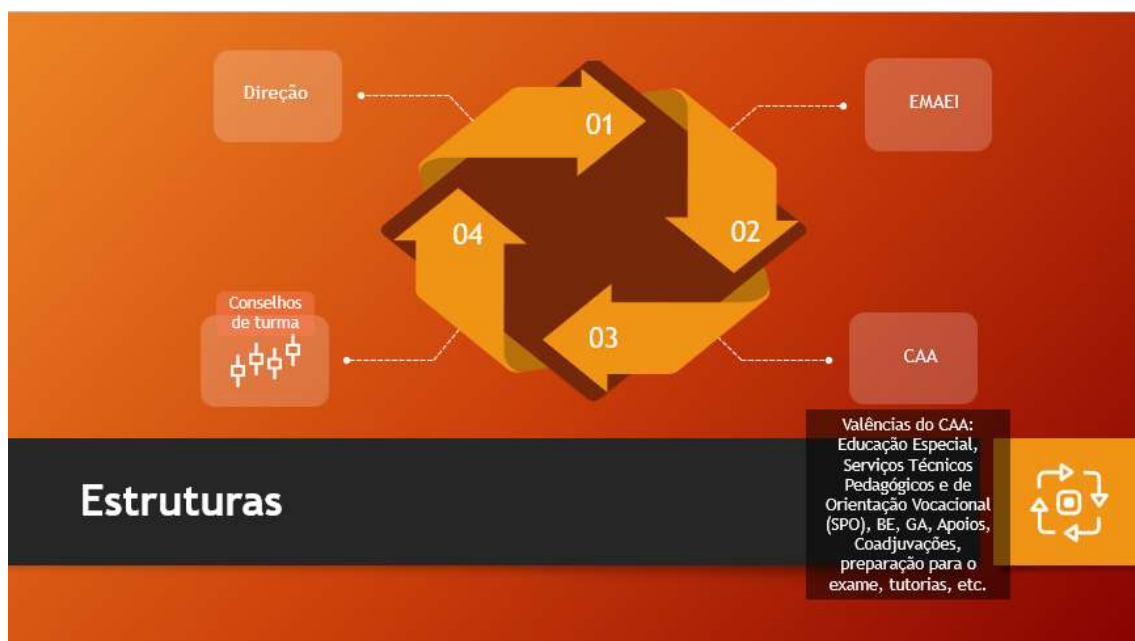 Direção
01
EMAEI
04
02
Conselhos
de turma
03
CAA
Estruturas
Valências do CAA:
Educação Especial,
Serviços Técnicos
Pedagógicos e de
Orientação Vocacional
(SPO), BE, GA, Apoios,
Coadjuvações,
preparação para o
exame, tutorias, etc.